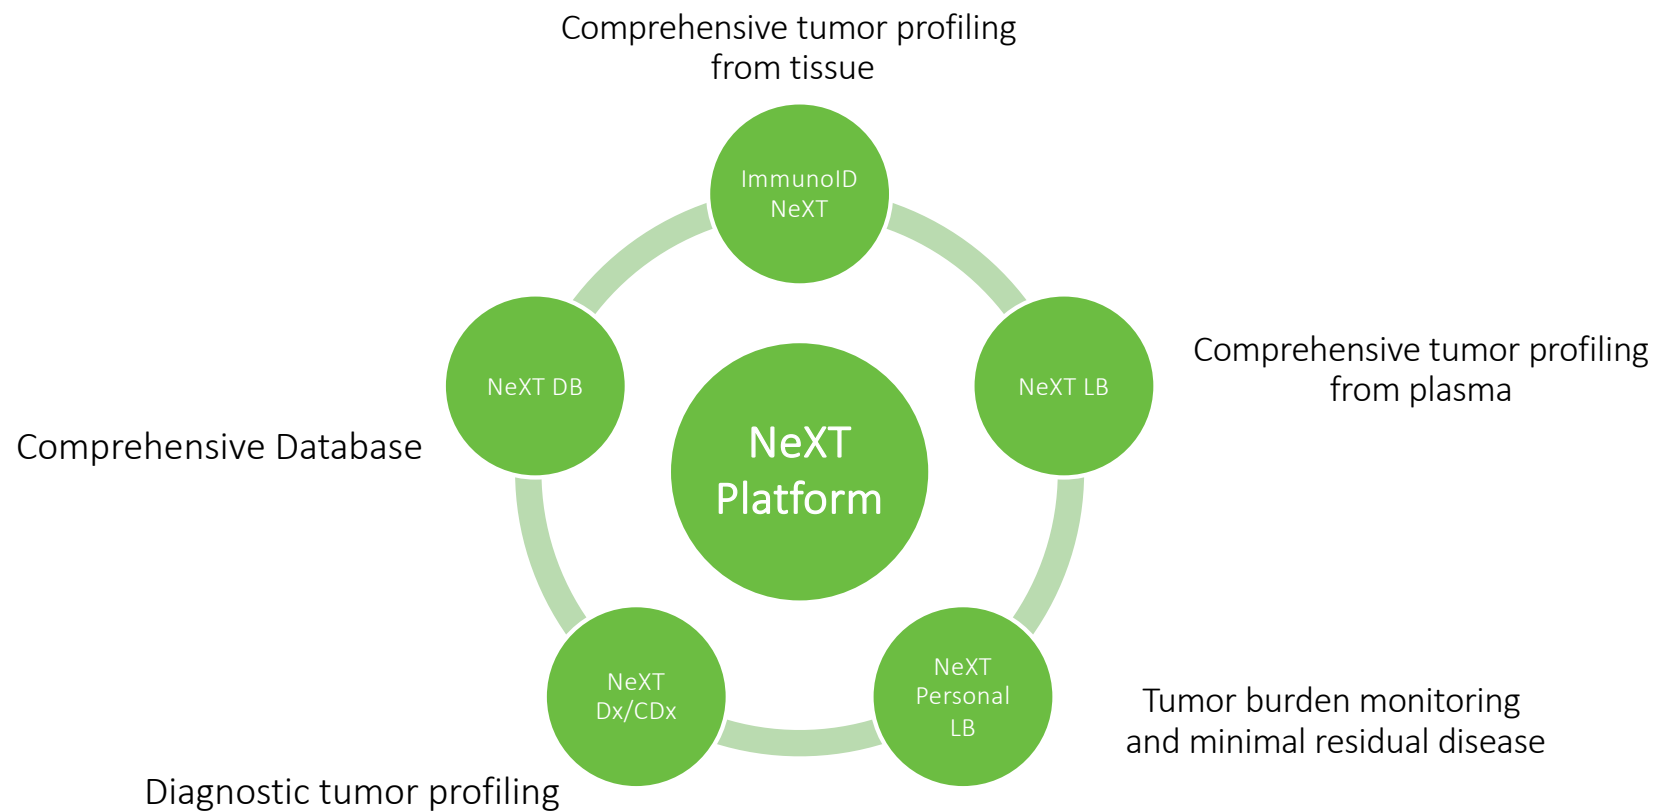 Comprehensive tumor profiling
from tissue
ImmunoID
NeXT
NeXT DB
NeXT LB
Comprehensive tumor profiling
from plasma
Comprehensive Database
NeXT
Platform
NeXT
Dx/CDx
NeXT
Personal
LB
Tumor burden monitoring
and minimal residual disease
Diagnostic tumor profiling